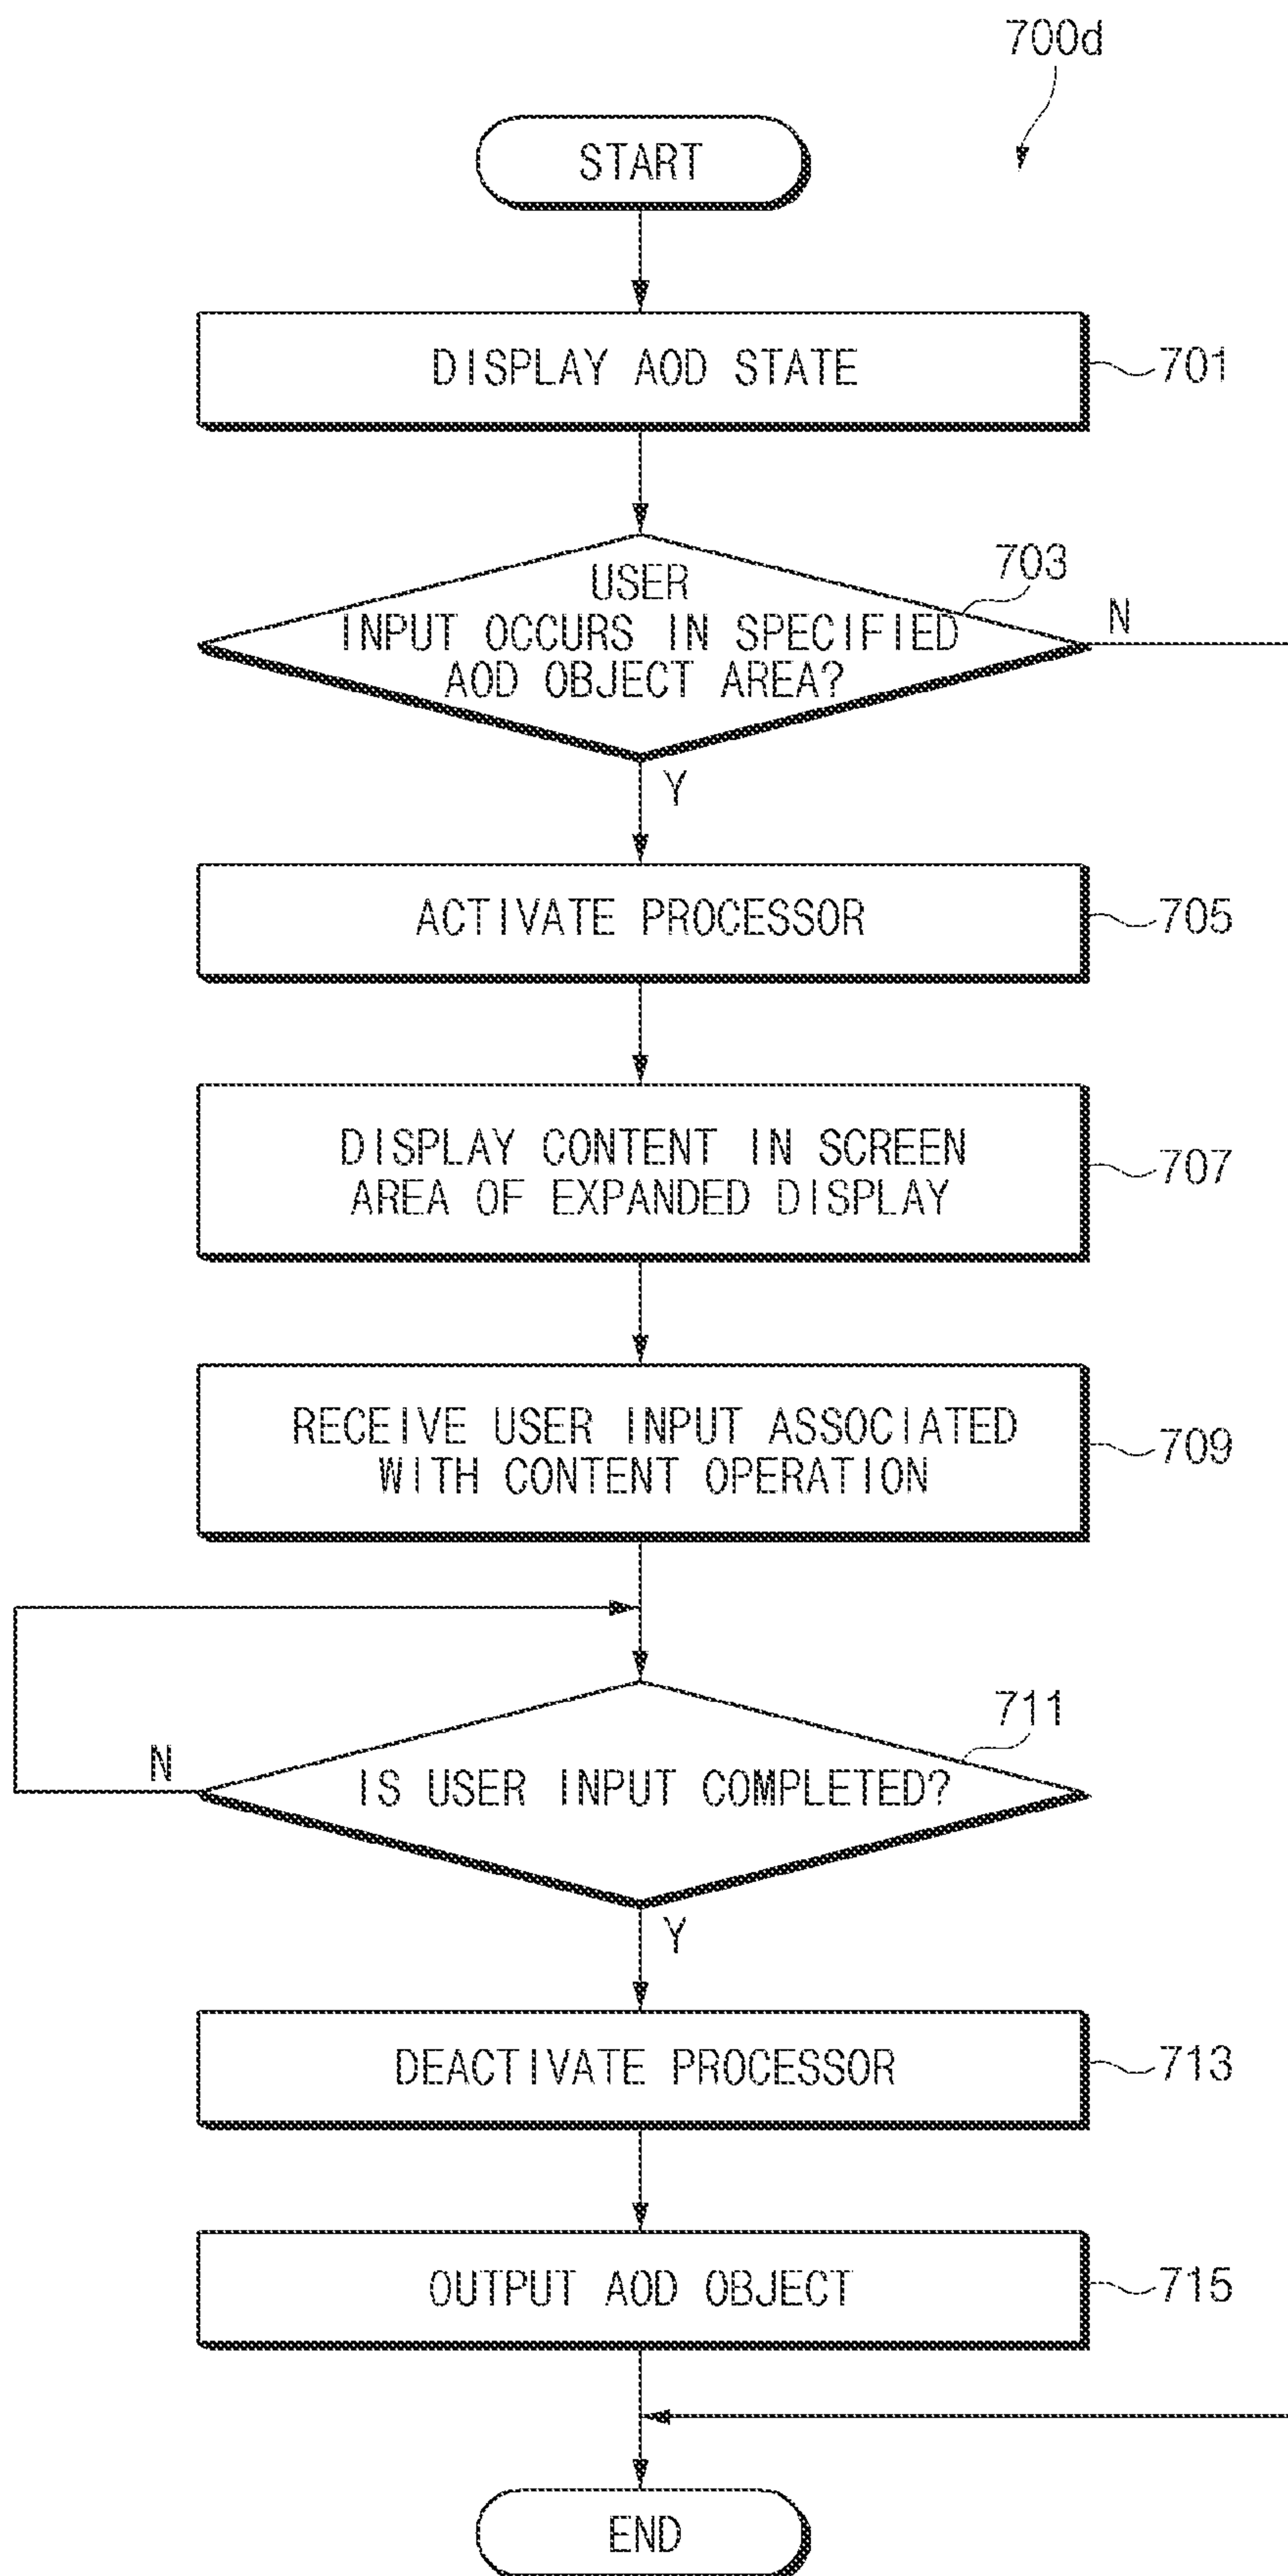 700d
START
DISPLAY AOD STATE
701
703
USER
INPUT OCCURS IN SPECIFIED
AOD OBJECT AREA?
N
Y
ACTIVATE PROCESSOR
705
DISPLAY CONTENT IN SCREEN
AREA OF EXPANDED DISPLAY
707
RECEIVE USER INPUT ASSOCIATED
WITH CONTENT OPERATION
709
711
N
IS USER INPUT COMPLETED?
Y
DEACTIVATE PROCESSOR
713
OUTPUT AOD OBJECT
715
END